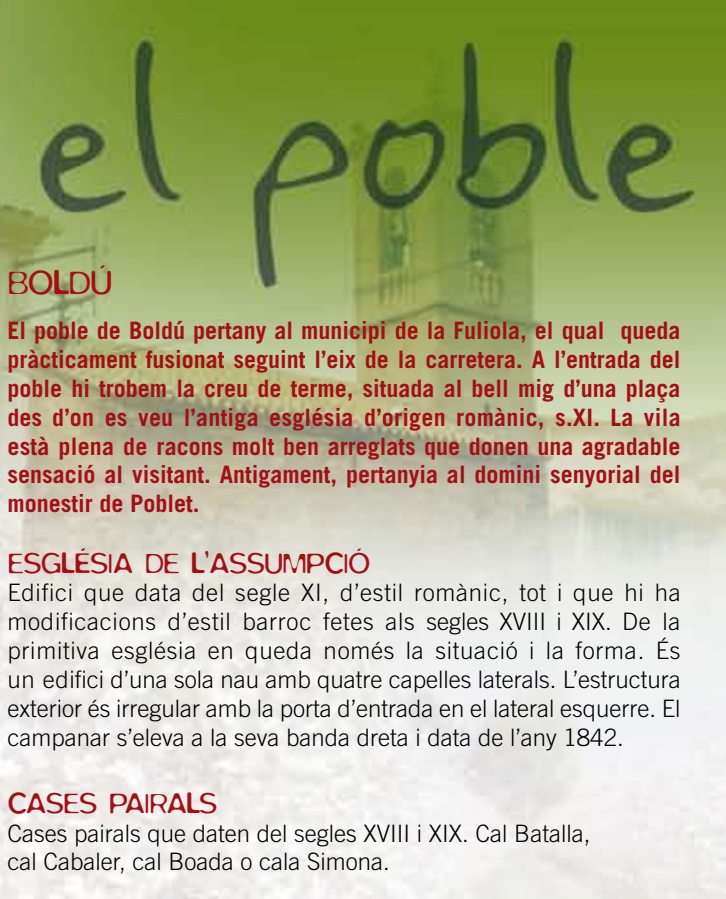 el poble
BOLDÚ
El poble de Boldú pertany al municipi de la Fuliola, el qual queda
pràcticament fusionat seguint l'eix de la carretera. A l'entrada del
poble hi trobem la creu de terme, situada al bell mig d'una plaça
des d'on es veu l'antiga església d'origen romànic, s.XI. La vila
està plena de racons molt ben arreglats que donen una agradable
sensació al visitant. Antigament, pertanyia al domini senyorial del
monestir de Poblet.
ESGLÉSIA DE L'ASSUMPCIÓ
Edifici que data del segle XI, d'estil romànic, tot i que hi ha
modificacions d'estil barroc fetes als segles XVIII i XIX. De la
primitiva església en queda només la situació i la forma. És
un edifici d'una sola nau amb quatre capelles laterals. L'estructura
exterior és irregular amb la porta d'entrada en el lateral esquerre. El
campanar s'eleva a la seva banda dreta i data de l'any 1842.
CASES PAIRALS
Cases pairals que daten del segles XVIII i XIX. Cal Batalla,
cal Cabaler, cal Boada o cala Simona.